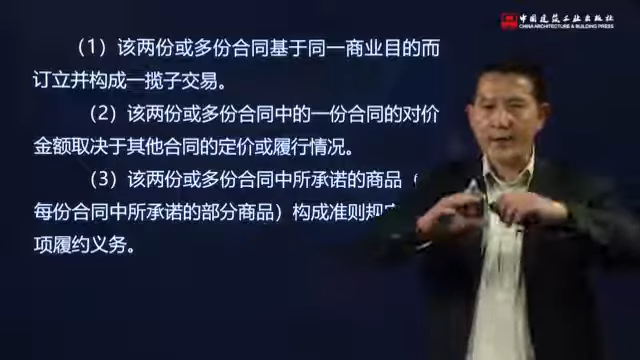 中国建筑工业出版社
CHINA ARCHITECTURE & BUILDING PRESS
（1）该两份或多份合同基于同一商业目的而
订立并构成一揽子交易。
（2）该两份或多份合同中的一份合同的对价
金额取决于其他合同的定价或履行情况。
（3）该两份或多份合同中所承诺的商品（
每份合同中所承诺的部分商品）构成准则规
项履约义务。